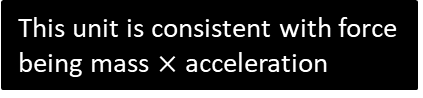 This unit is consistent with force
being mass × acceleration